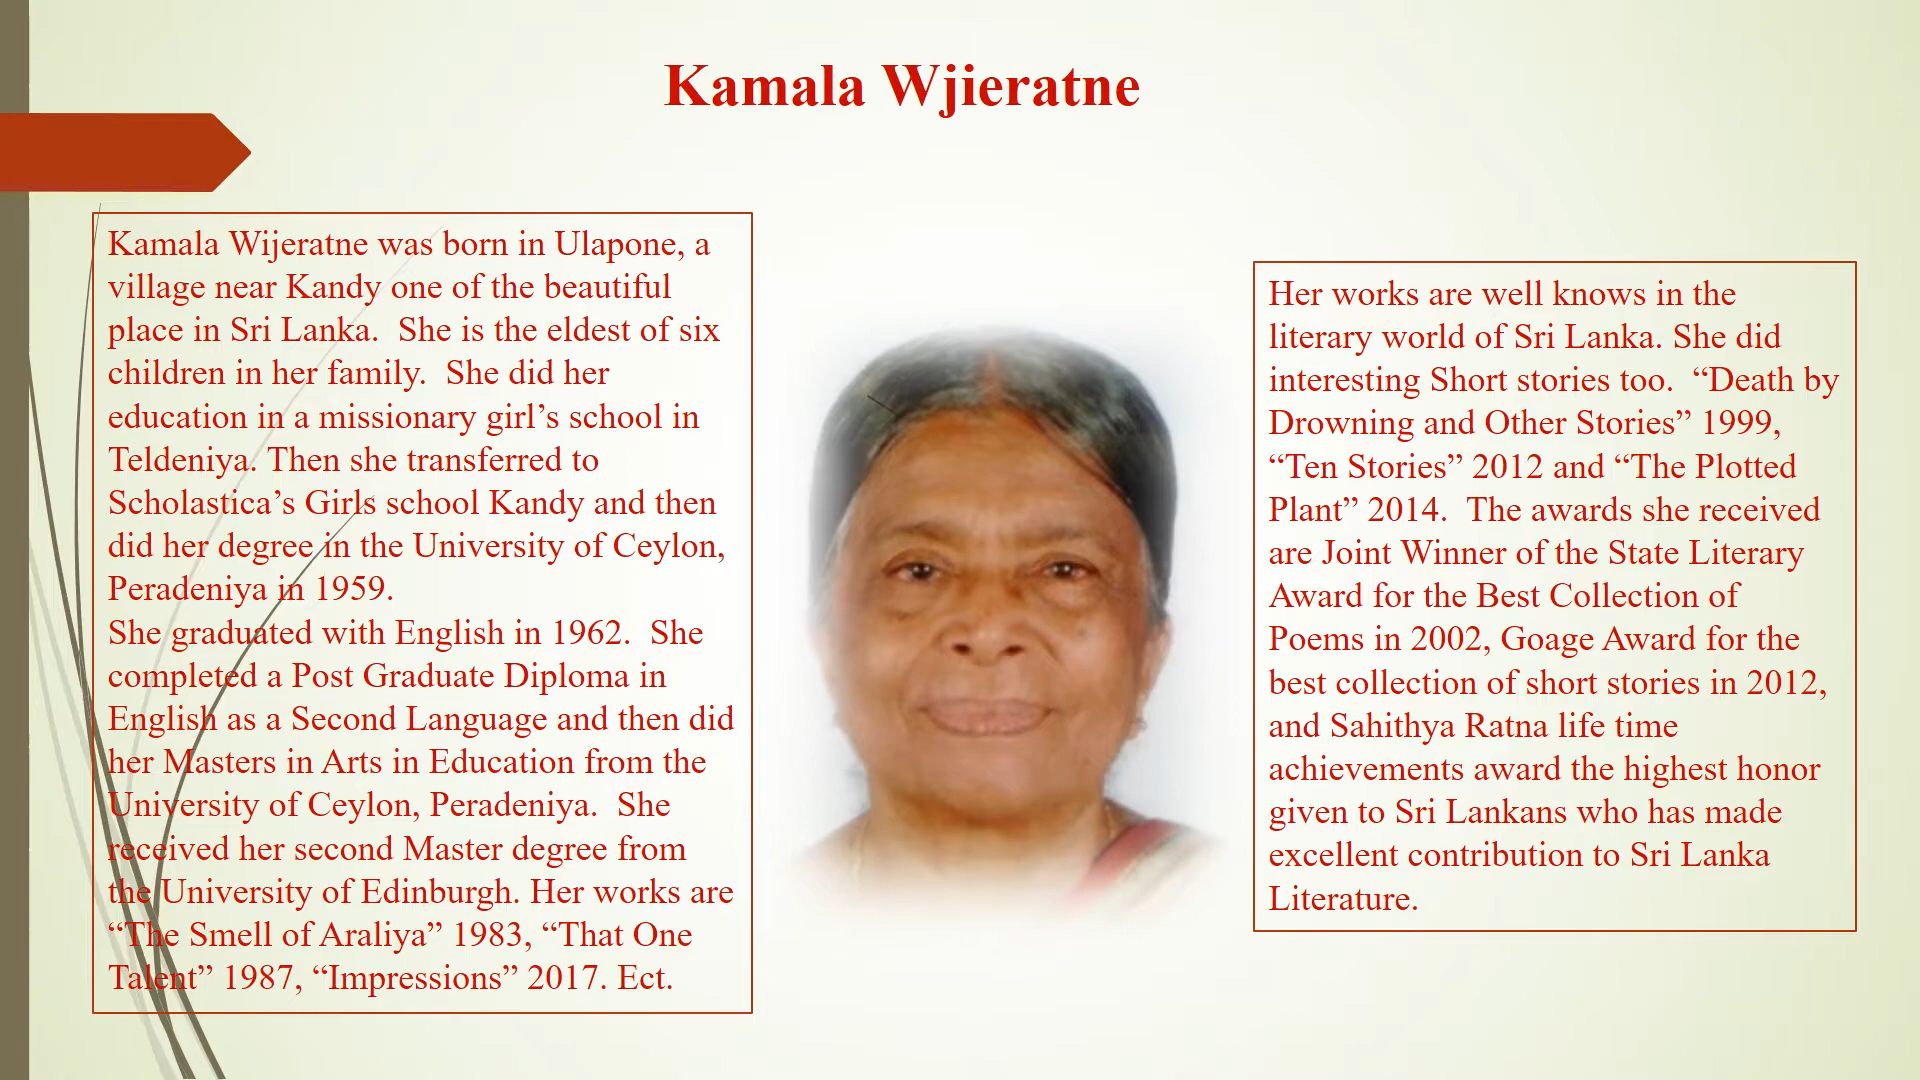 Kamala Wjieratne
Kamala Wijeratne was born in Ulapone, a
village near Kandy one of the beautiful
place in Sri Lanka.  She is the eldest of six
children in her family.  She did her
education in a missionary girl’s school in
Teldeniya. Then she transferred to
Scholastica’s Girls school Kandy and then
did her degree in the University of Ceylon,
Peradeniya in 1959.
She graduated with English in 1962.  She
completed a Post Graduate Diploma in
English as a Second Language and then did
her Masters in Arts in Education from the
University of Ceylon, Peradeniya.  She
received her second Master degree from
the University of Edinburgh. Her works are
“The Smell of Araliya” 1983, “That One
Talent” 1987, “Impressions” 2017. Ect.
Her works are well knows in the
literary world of Sri Lanka. She did
interesting Short stories too.  “Death by
Drowning and Other Stories” 1999,
“Ten Stories” 2012 and “The Plotted
Plant” 2014.  The awards she received
are Joint Winner of the State Literary
Award for the Best Collection of
Poems in 2002, Goage Award for the
best collection of short stories in 2012,
and Sahithya Ratna life time
achievements award the highest honor
given to Sri Lankans who has made
excellent contribution to Sri Lanka
Literature.